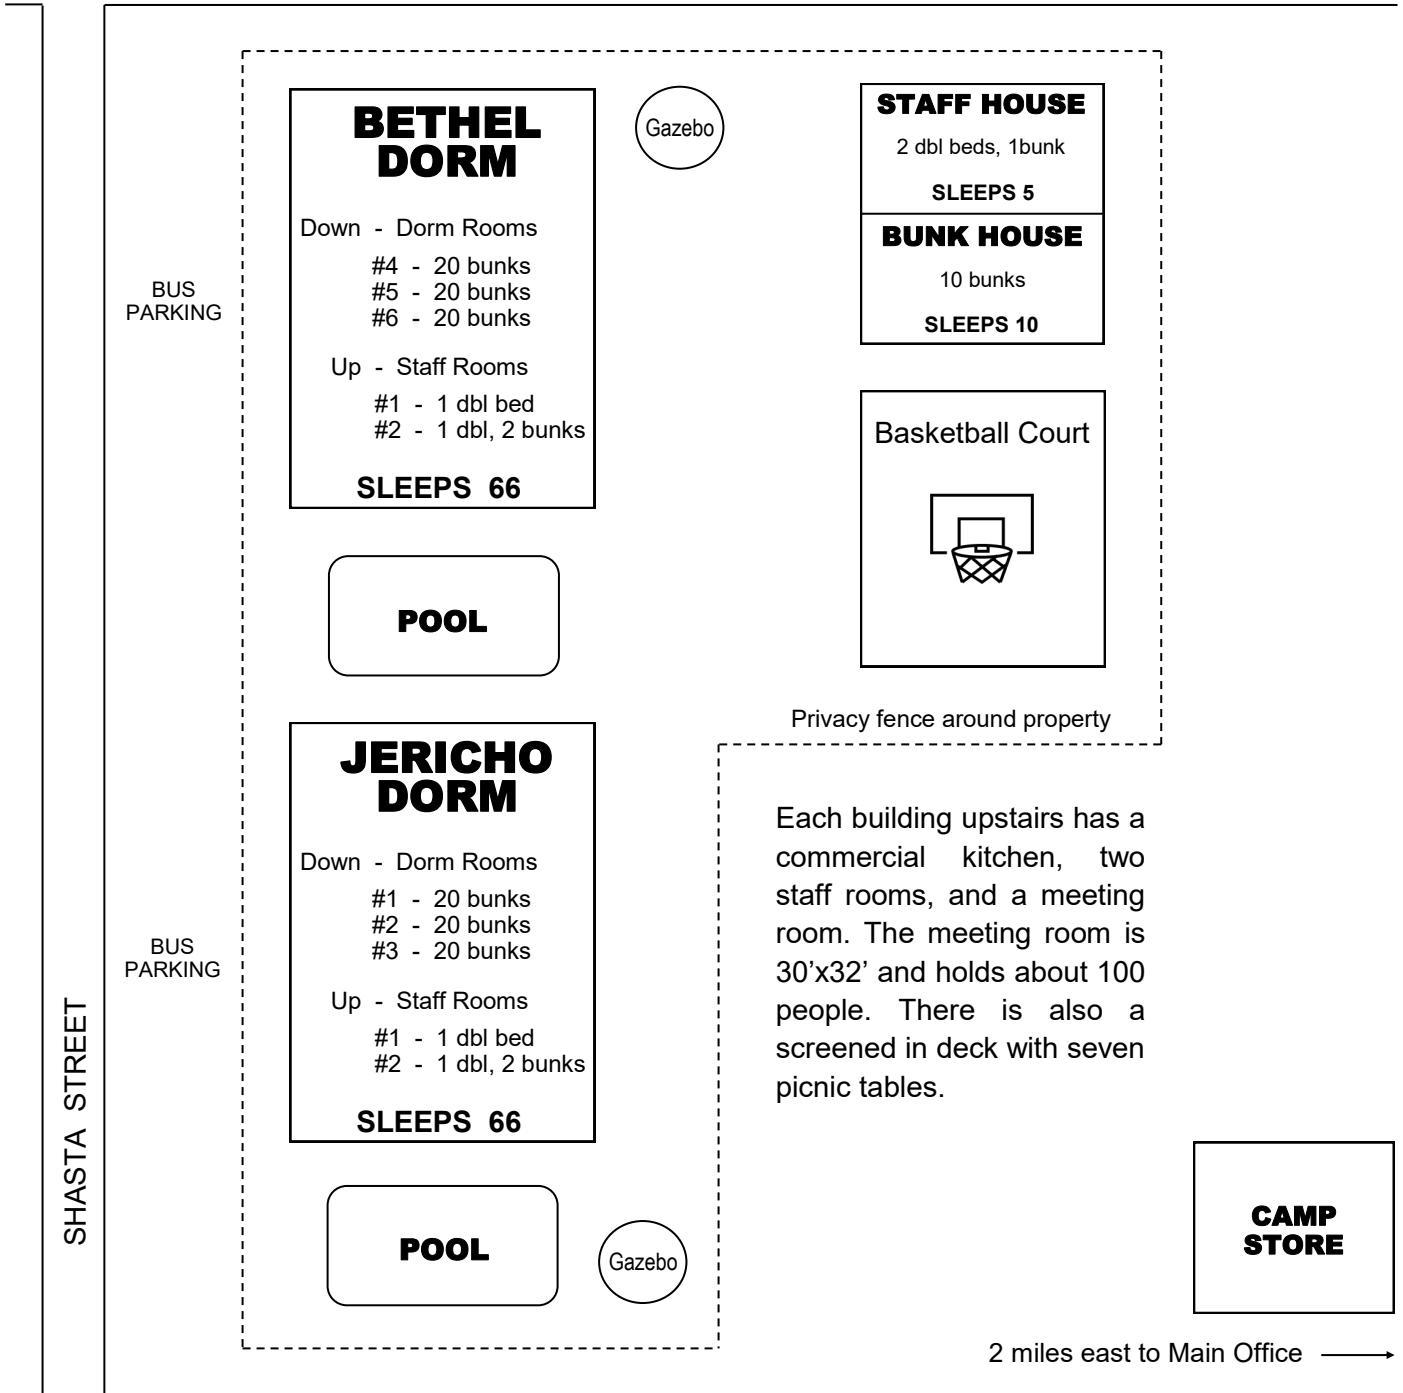 BETHEL
DORM
Down - Dorm Rooms
#4 - 20 bunks
#5 - 20 bunks
#6 - 20 bunks
Up - Staff Rooms
#1 - 1 dbl bed
#2 - 1 dbl, 2 bunks
SLEEPS 66
Gazebo
STAFF HOUSE
2 dbl beds, 1bunk
SLEEPS 5
BUNK HOUSE
10 bunks
SLEEPS 10
BUS
PARKING
Basketball Court
POOL
Privacy fence around property
JERICHO
DORM
Down - Dorm Rooms
#1 - 20 bunks
#2 - 20 bunks
#3 - 20 bunks
Up - Staff Rooms
#1 - 1 dbl bed
#2 - 1 dbl, 2 bunks
SLEEPS 66
BUS
PARKING
Each building upstairs has a
commercial kitchen, two
staff rooms, and a meeting
room. The meeting room is
30’x32’ and holds about 100
people. There is also a
screened in deck with seven
picnic tables.
SHASTA STREET
POOL
Gazebo
CAMP
STORE
2 miles east to Main Office